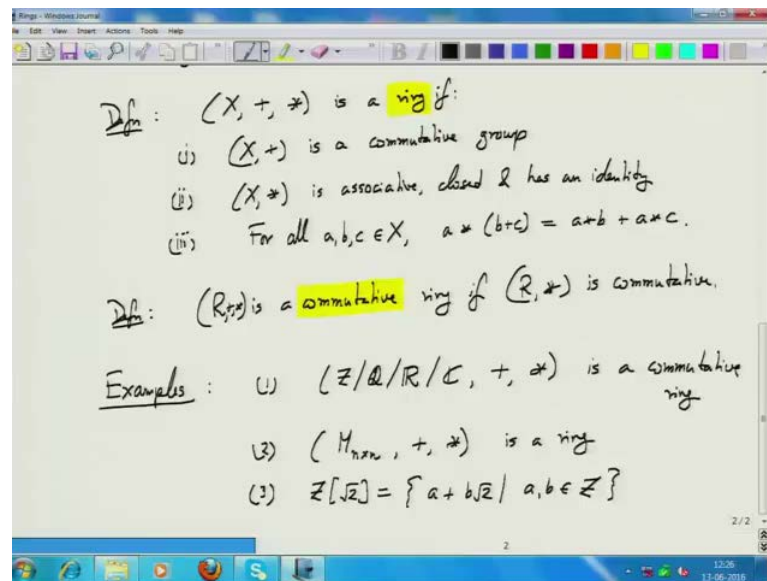 Rings - Windows Journal
File Edit View Insert Actions Tools Help
Defn : (X, +, *) is a ring if :
(i) (X, +) is a commutative group
(ii) (X, *) is associative, closed & has an identity
(iii) For all a, b, c ∈ X, a * (b+c) = a*b + a*c.
Defn : (R,+,*) is a commutative ring if (R, *) is commutative.
Examples : (1) (Z/Q/R/C, +, *) is a commutative
ring
(2) (M_{n×n}, +, *) is a ring
(3) Z[√2] = { a + b√2 | a, b ∈ Z }
2/2
2
12:26
13-06-2016